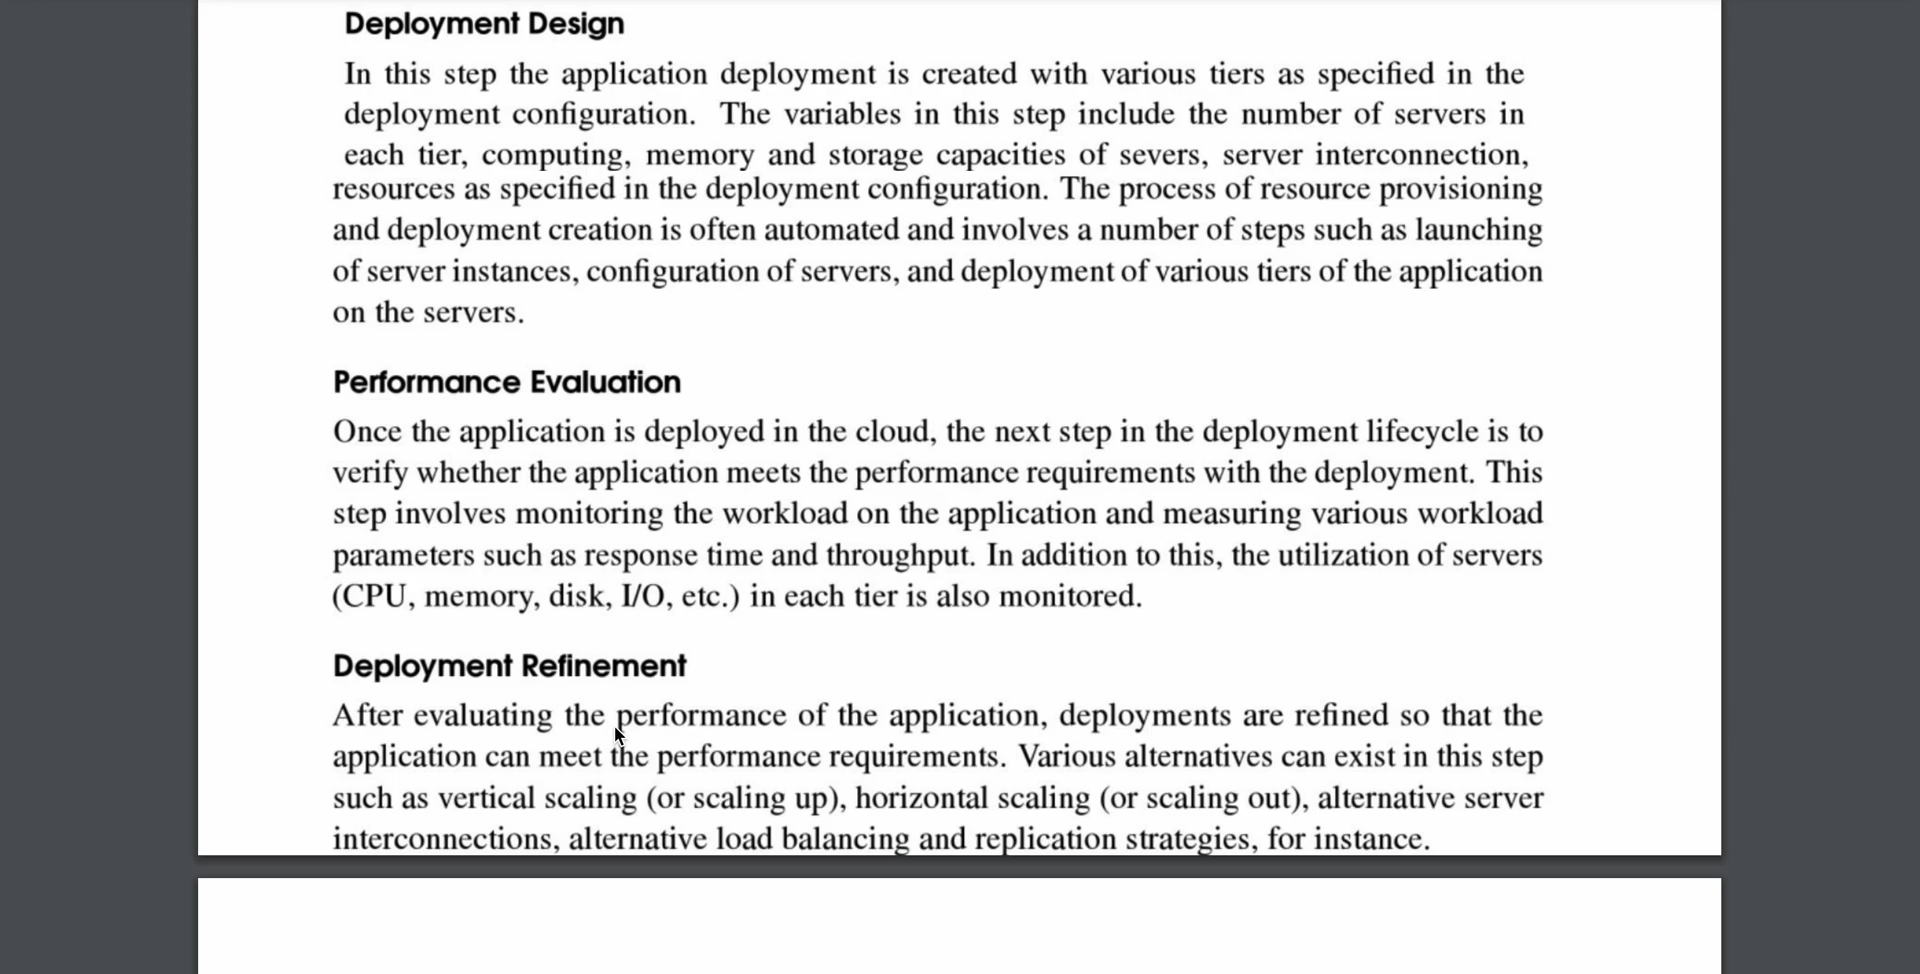 Deployment Design
In this step the application deployment is created with various tiers as specified in the
deployment configuration. The variables in this step include the number of servers in
each tier, computing, memory and storage capacities of severs, server interconnection,
resources as specified in the deployment configuration. The process of resource provisioning
and deployment creation is often automated and involves a number of steps such as launching
of server instances, configuration of servers, and deployment of various tiers of the application
on the servers.
Performance Evaluation
Once the application is deployed in the cloud, the next step in the deployment lifecycle is to
verify whether the application meets the performance requirements with the deployment. This
step involves monitoring the workload on the application and measuring various workload
parameters such as response time and throughput. In addition to this, the utilization of servers
(CPU, memory, disk, I/O, etc.) in each tier is also monitored.
Deployment Refinement
After evaluating the performance of the application, deployments are refined so that the
application can meet the performance requirements. Various alternatives can exist in this step
such as vertical scaling (or scaling up), horizontal scaling (or scaling out), alternative server
interconnections, alternative load balancing and replication strategies, for instance.